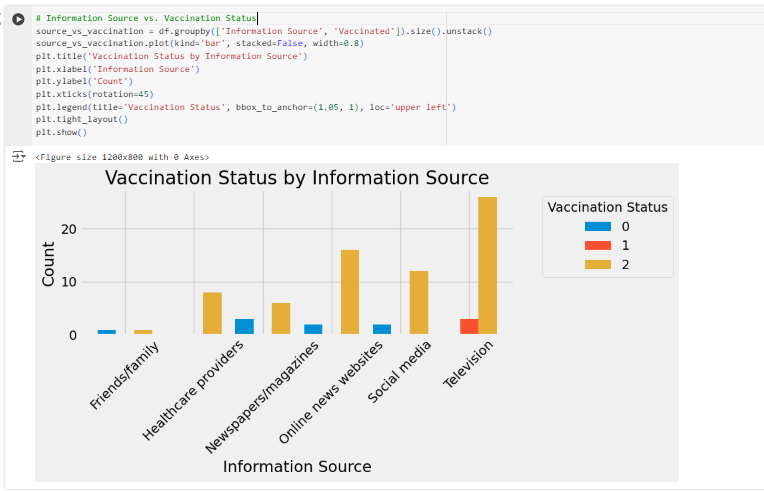 # Information Source vs. Vaccination Status
source_vs_vaccination = df.groupby(['Information Source', 'Vaccinated']).size().unstack()
source_vs_vaccination.plot(kind='bar', stacked=False, width=0.8)
plt.title('Vaccination Status by Information Source')
plt.xlabel('Information Source')
plt.ylabel('Count')
plt.xticks(rotation=45)
plt.legend(title='Vaccination Status', bbox_to_anchor=(1.05, 1), loc='upper left')
plt.tight_layout()
plt.show()
<Figure size 1200x800 with 0 Axes>
Vaccination Status by Information Source
Vaccination Status
0
1
2
Count
20
10
0
Friends/family
Healthcare providers
Newspapers/magazines
Online news websites
Social media
Television
Information Source